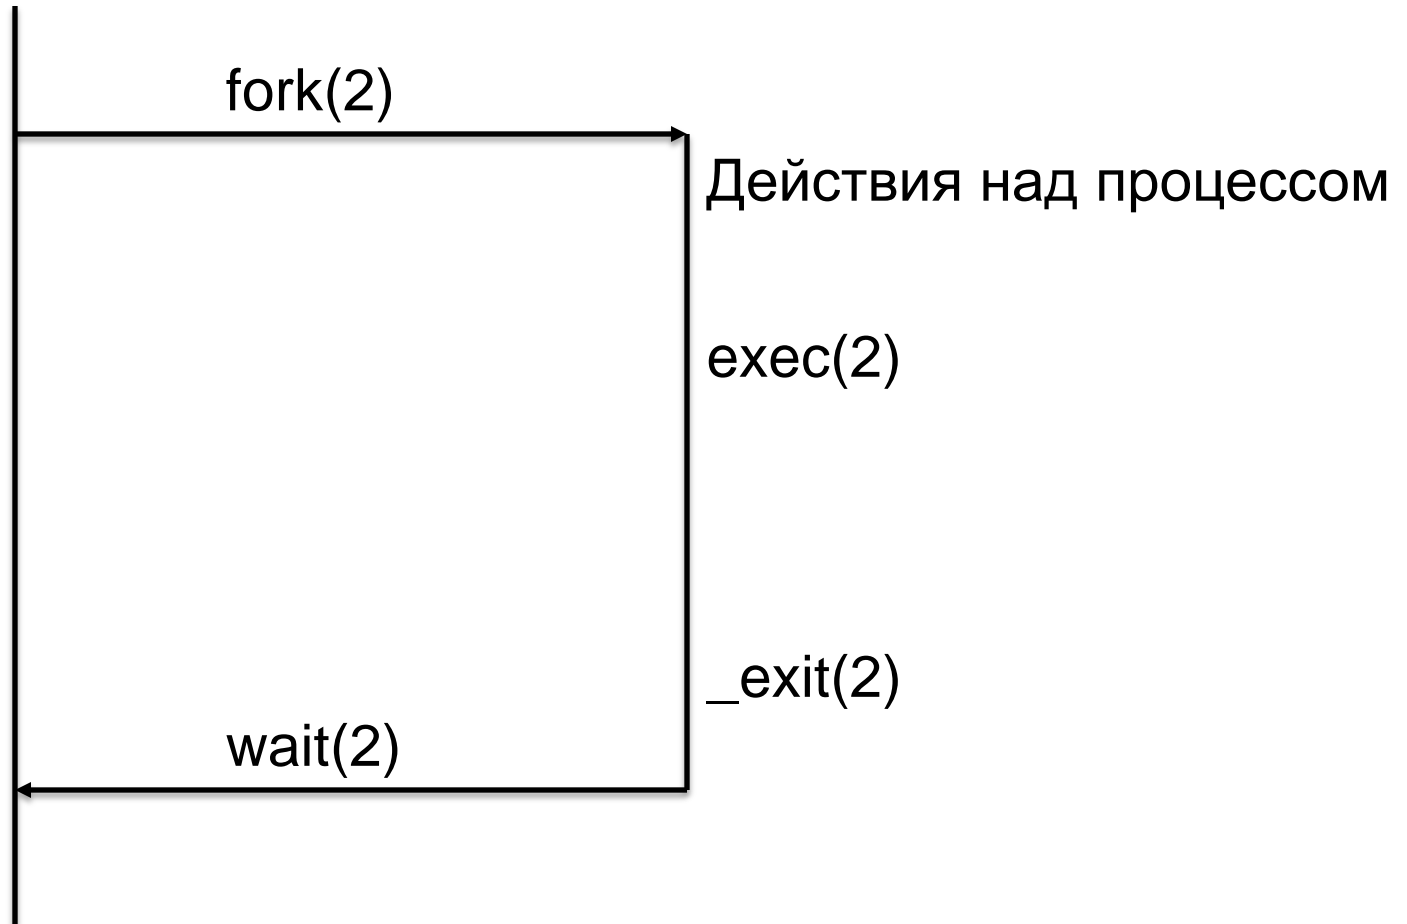 fork(2)
Действия над процессом
exec(2)
_exit(2)
wait(2)